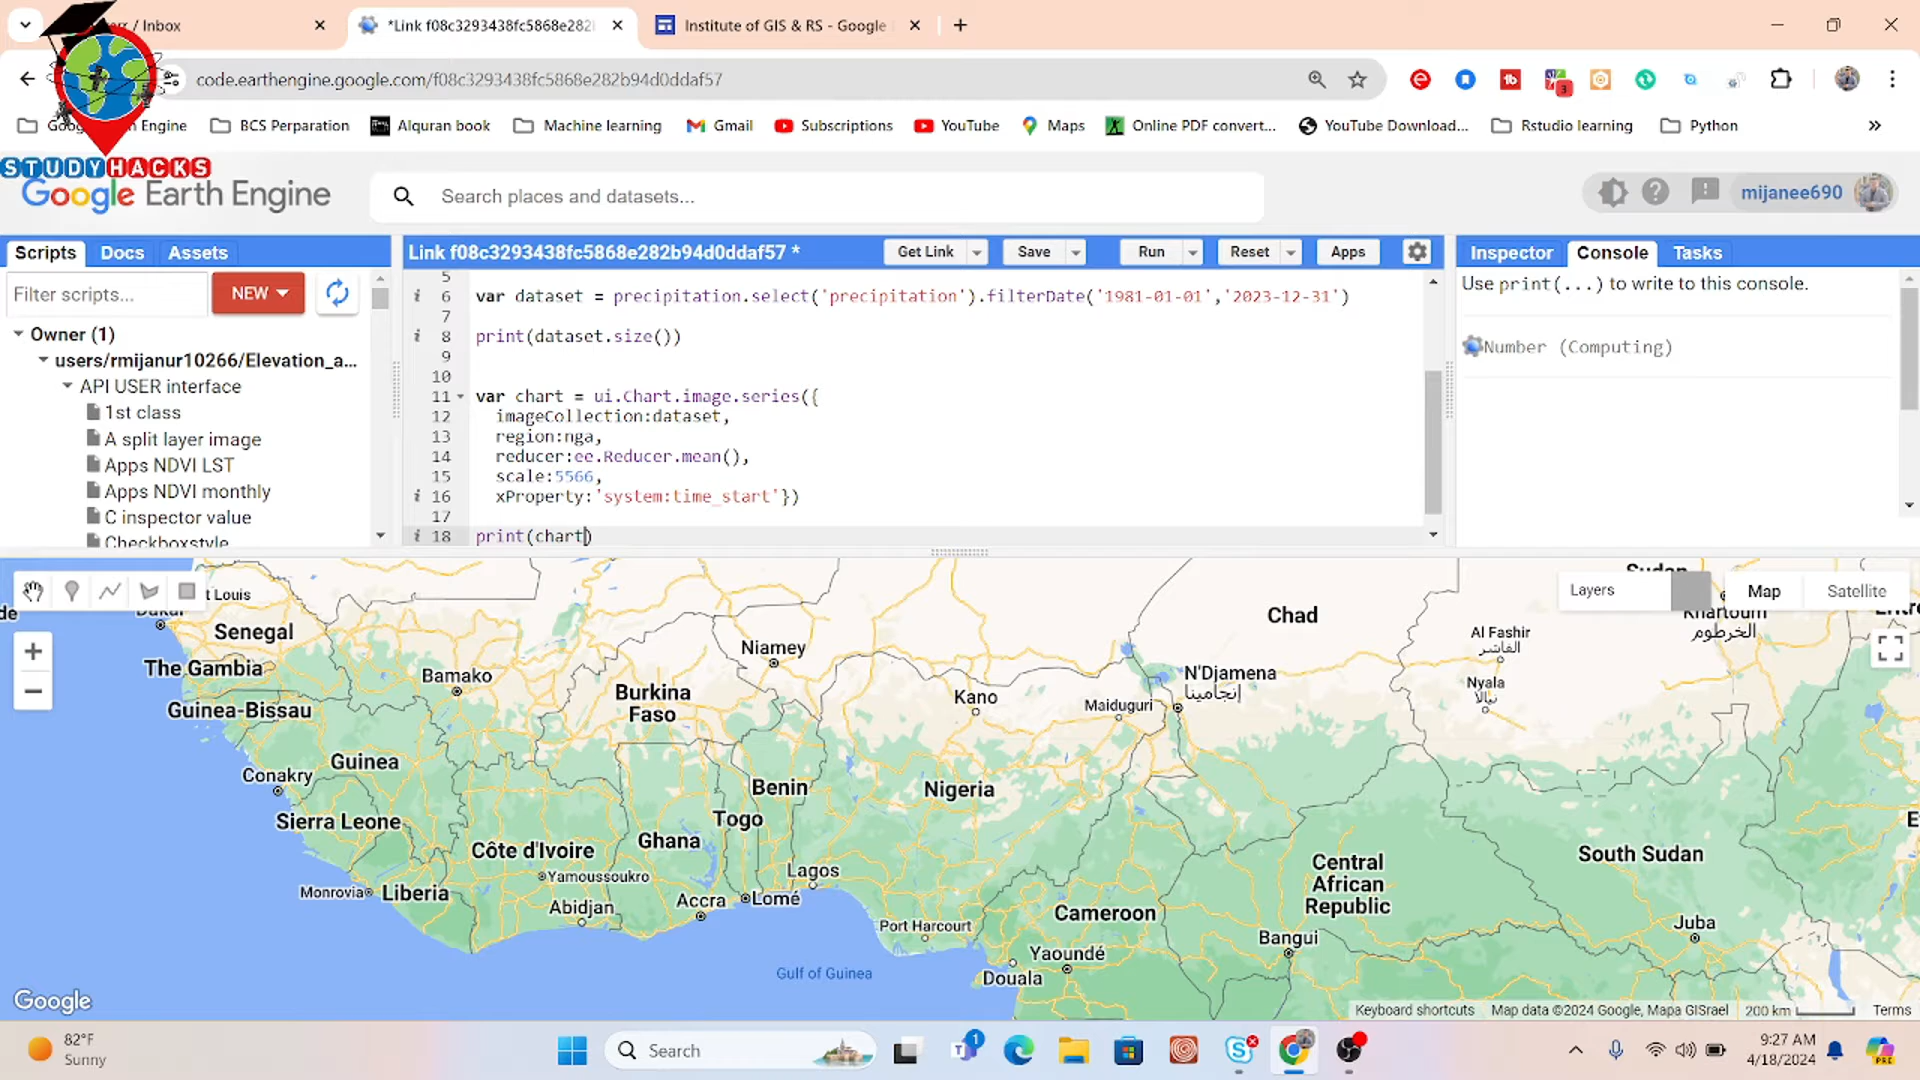 / Inbox
*Link f08c3293438fc5868e282
Institute of GIS & RS - Google
code.earthengine.google.com/f08c3293438fc5868e282b94d0ddaf57
Engine
BCS Perparation
Alquran book
Machine learning
Gmail
Subscriptions
YouTube
Maps
Online PDF convert...
YouTube Download...
Rstudio learning
Python
STUDYHACKS
Google Earth Engine
Search places and datasets...
mijanee690
Scripts
Docs
Assets
Link f08c3293438fc5868e282b94d0ddaf57 *
Get Link
Save
Run
Reset
Apps
Inspector
Console
Tasks
Filter scripts...
NEW
Owner (1)
users/rmijanur10266/Elevation_a...
API USER interface
1st class
A split layer image
Apps NDVI LST
Apps NDVI monthly
C inspector value
Checkboxstyle
5
i 6 var dataset = precipitation.select('precipitation').filterDate('1981-01-01','2023-12-31')
7
i 8 print(dataset.size())
9
10
11 var chart = ui.Chart.image.series({
12 imageCollection:dataset,
13 region:nga,
14 reducer:ee.Reducer.mean(),
15 scale:5566,
i 16 xProperty:'system:time_start'})
17
i 18 print(chart)
Use print(...) to write to this console.
Number (Computing)
t Louis
Layers
Map
Satellite
Sudan
de
Dakar
Senegal
Niamey
Chad
Al Fashir
الفاشر
Khartoum
الخرطوم
The Gambia
Bamako
Burkina
Faso
Kano
Maiduguri
N'Djamena
إنجامينا
Nyala
نيالا
Guinea-Bissau
Guinea
Conakry
Benin
Nigeria
Sierra Leone
Togo
Côte d'Ivoire
Ghana
Yamoussoukro
Lagos
Central
African
Republic
South Sudan
Monrovia
Liberia
Abidjan
Accra
Lomé
Port Harcourt
Cameroon
Bangui
Juba
Yaoundé
Douala
Gulf of Guinea
Google
Keyboard shortcuts
Map data ©2024 Google, Mapa GISrael
200 km
Terms
82°F
Sunny
Search
1
3
9:27 AM
4/18/2024
PRE